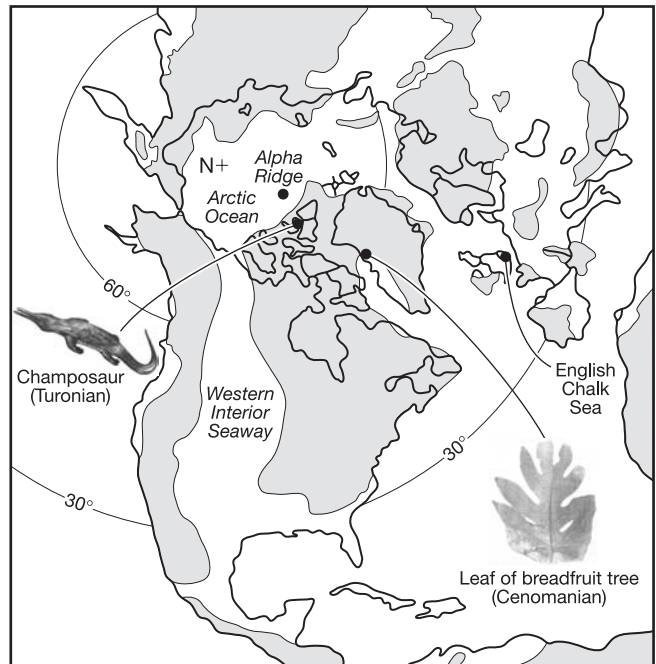 N+
Alpha
Ridge
Arctic
Ocean
60°
Champosaur
(Turonian)
Western
Interior
Seaway
English
Chalk
Sea
30°
30°
Leaf of breadfruit tree
(Cenomanian)